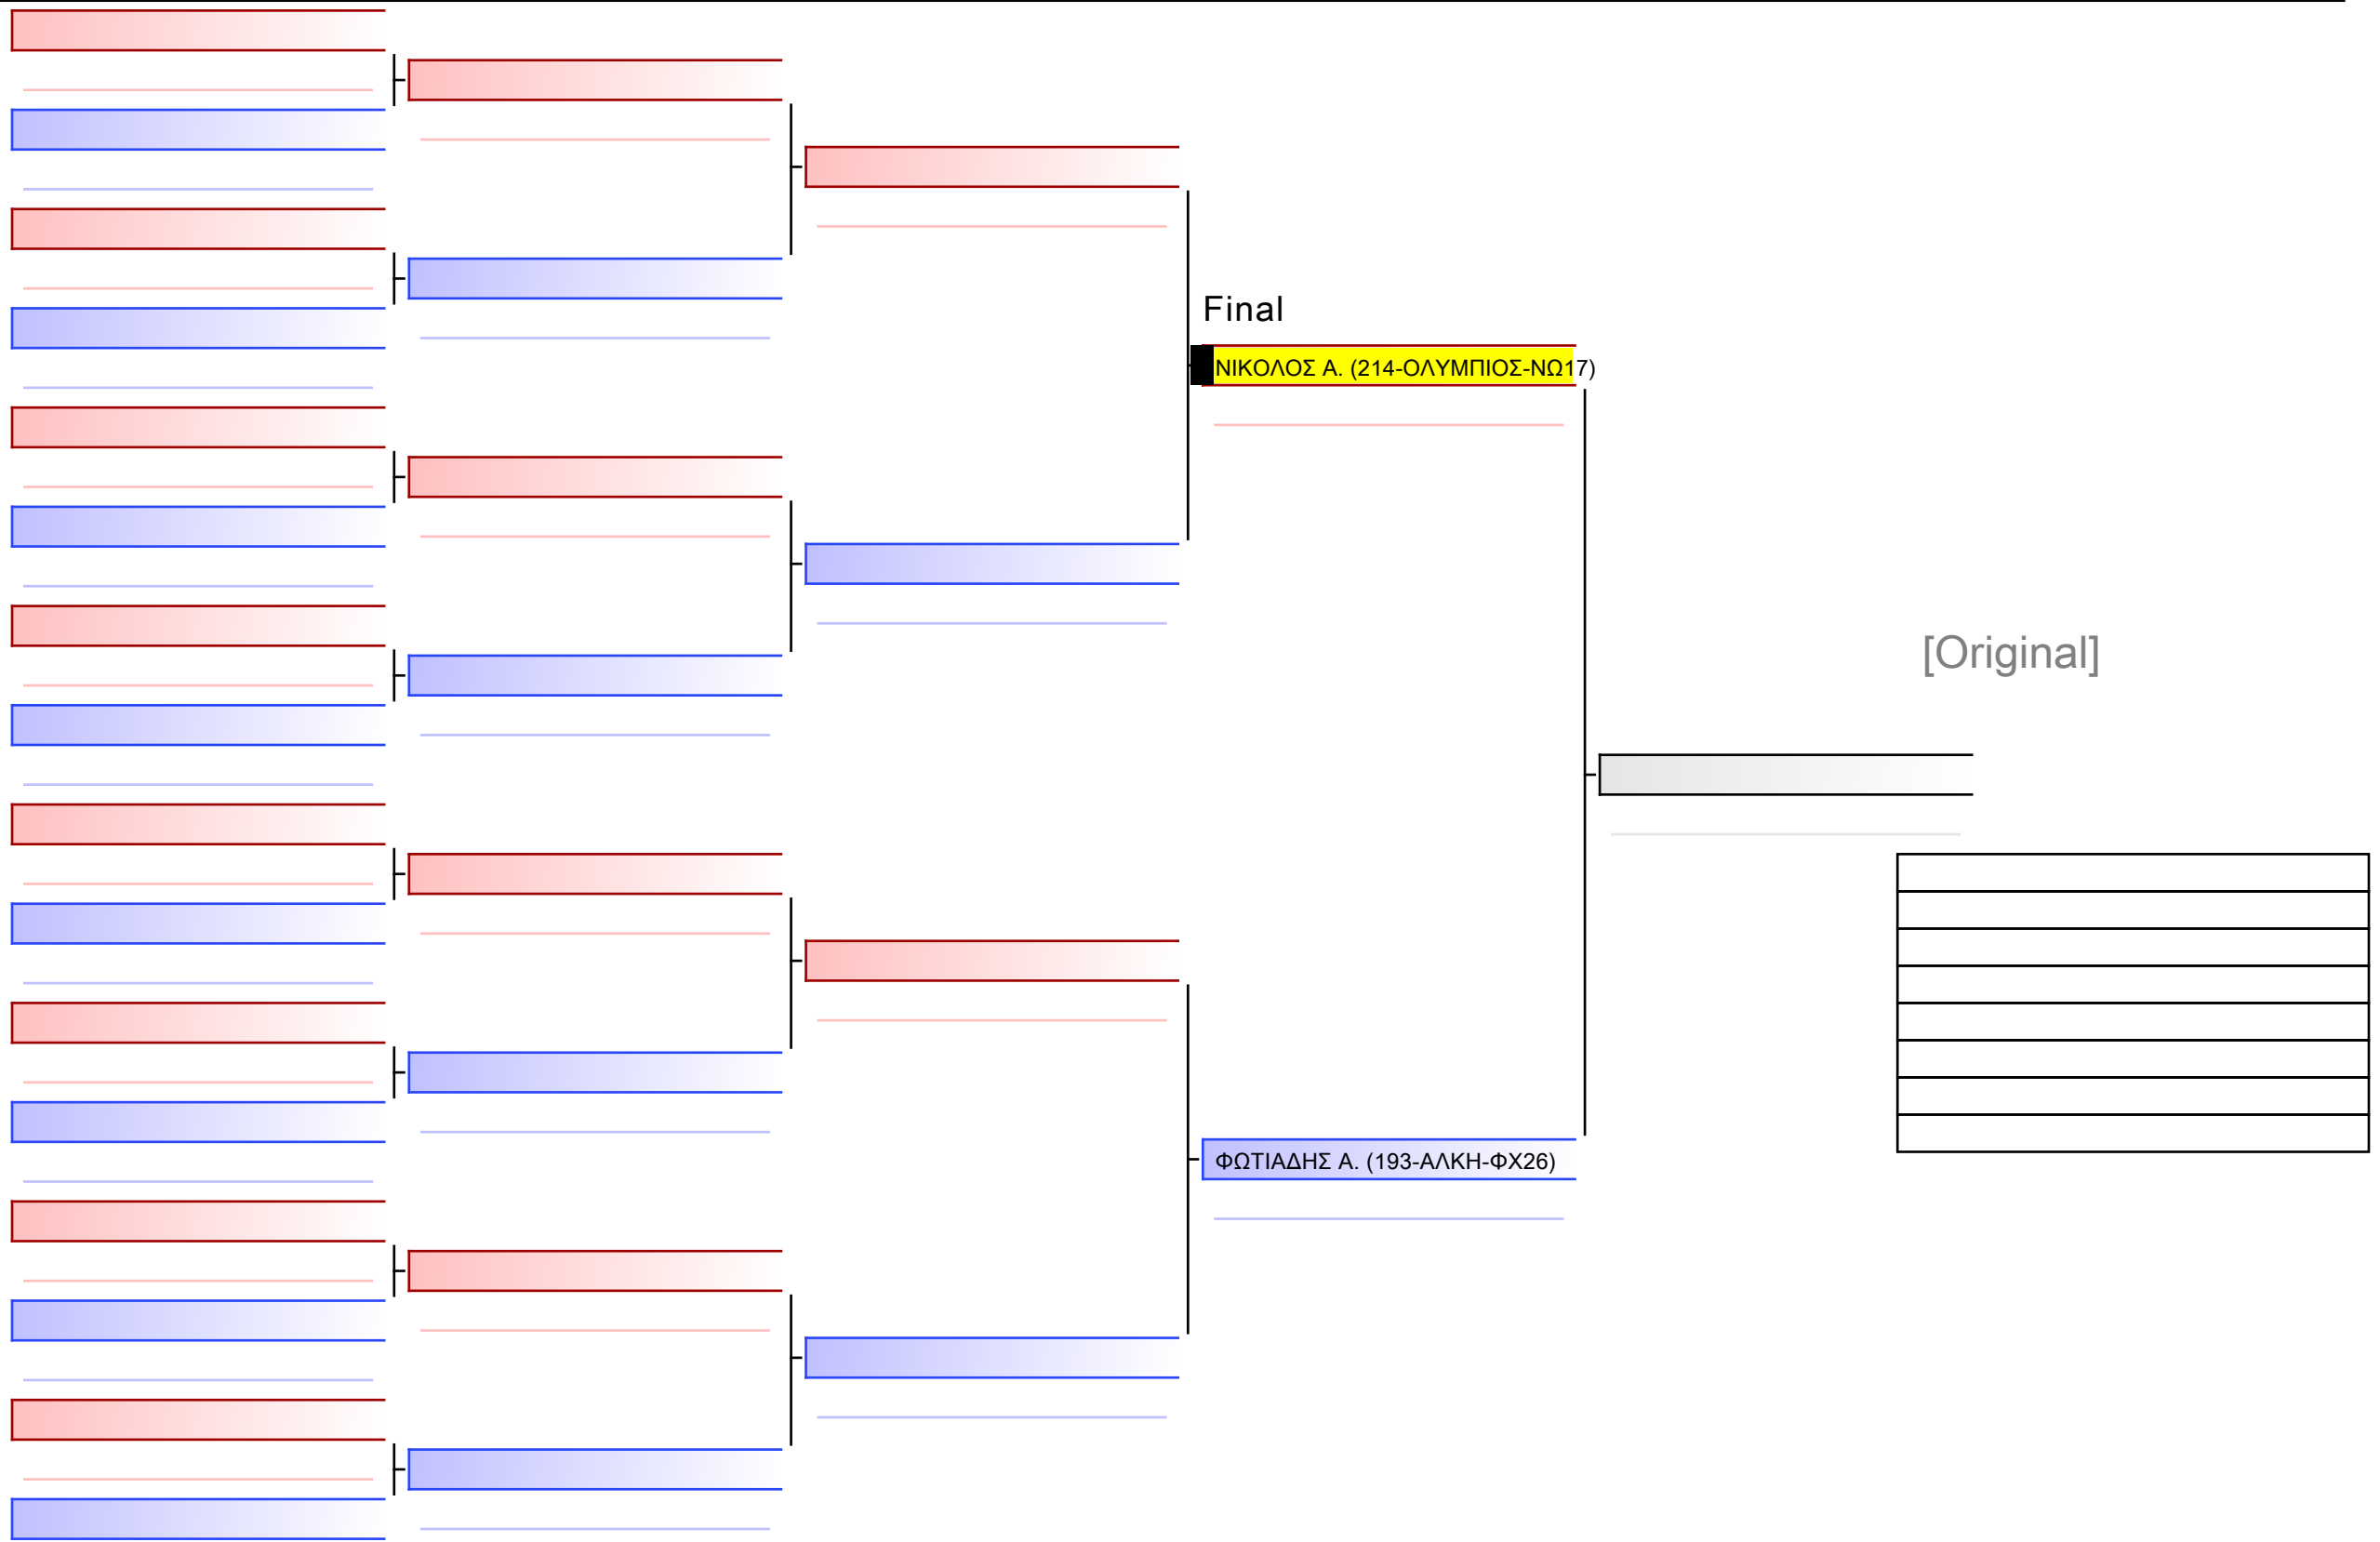 Final
ΝΙΚΟΛΟΣ Α. (214-ΟΛΥΜΠΙΟΣ-ΝΩ17)
[Original]
ΦΩΤΙΑΔΗΣ Α. (193-ΑΛΚΗ-ΦΧ26)